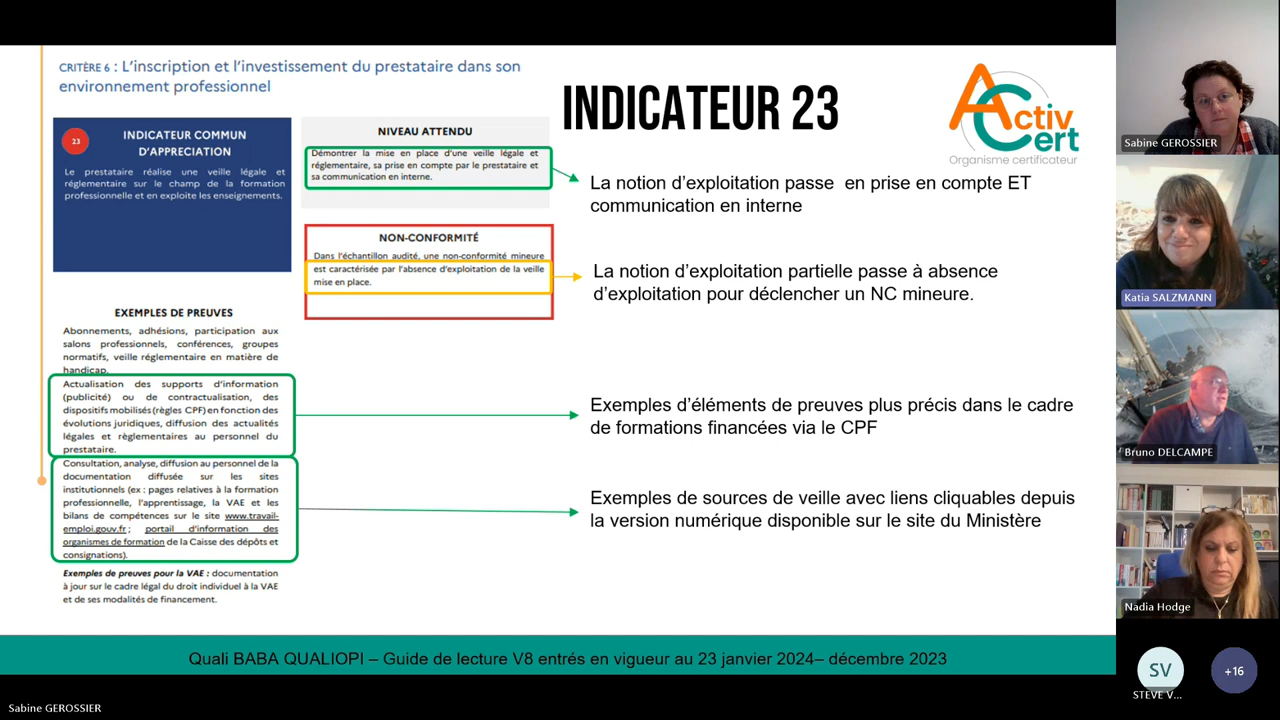 CRITÈRE 6 : L'inscription et l'investissement du prestataire dans son
environnement professionnel
INDICATEUR 23
Activ
Cert
Organisme certificateur
23
INDICATEUR COMMUN
D'APPRECIATION
Le prestataire réalise une veille légale et
réglementaire sur le champ de la formation
professionnelle et en exploite les enseignements.
NIVEAU ATTENDU
Démontrer la mise en place d'une veille légale et
réglementaire, sa prise en compte par le prestataire et
sa communication en interne.
La notion d'exploitation passe en prise en compte ET
communication en interne
NON-CONFORMITÉ
Dans l'échantillon audité, une non-conformité mineure
est caractérisée par l'absence d'exploitation de la veille
mise en place.
La notion d'exploitation partielle passe à absence
d'exploitation pour déclencher un NC mineure.
EXEMPLES DE PREUVES
Abonnements, adhésions, participation aux
salons professionnels, conférences, groupes
normatifs, veille réglementaire en matière de
handicap.
Actualisation des supports d'information
(publicité) ou de contractualisation, des
dispositifs mobilisés (règles CPF) en fonction des
évolutions juridiques, diffusion des actualités
légales et règlementaires au personnel du
prestataire.
Exemples d'éléments de preuves plus précis dans le cadre
de formations financées via le CPF
Consultation, analyse, diffusion au personnel de la
documentation diffusée sur les sites
institutionnels (ex : pages relatives à la formation
professionnelle, l'apprentissage, la VAE et les
bilans de compétences sur le site www.travail-
emploi.gouv.fr ; portail d'information des
organismes de formation de la Caisse des dépôts et
consignations).
Exemples de sources de veille avec liens cliquables depuis
la version numérique disponible sur le site du Ministère
Exemples de preuves pour la VAE : documentation
à jour sur le cadre légal du droit individuel à la VAE
et de ses modalités de financement.
Quali BABA QUALIOPI – Guide de lecture V8 entrés en vigueur au 23 janvier 2024– décembre 2023
Sabine GEROSSIER
Katia SALZMANN
Bruno DELCAMPE
Nadia Hodge
SV
STEVE V...
+16
Sabine GEROSSIER